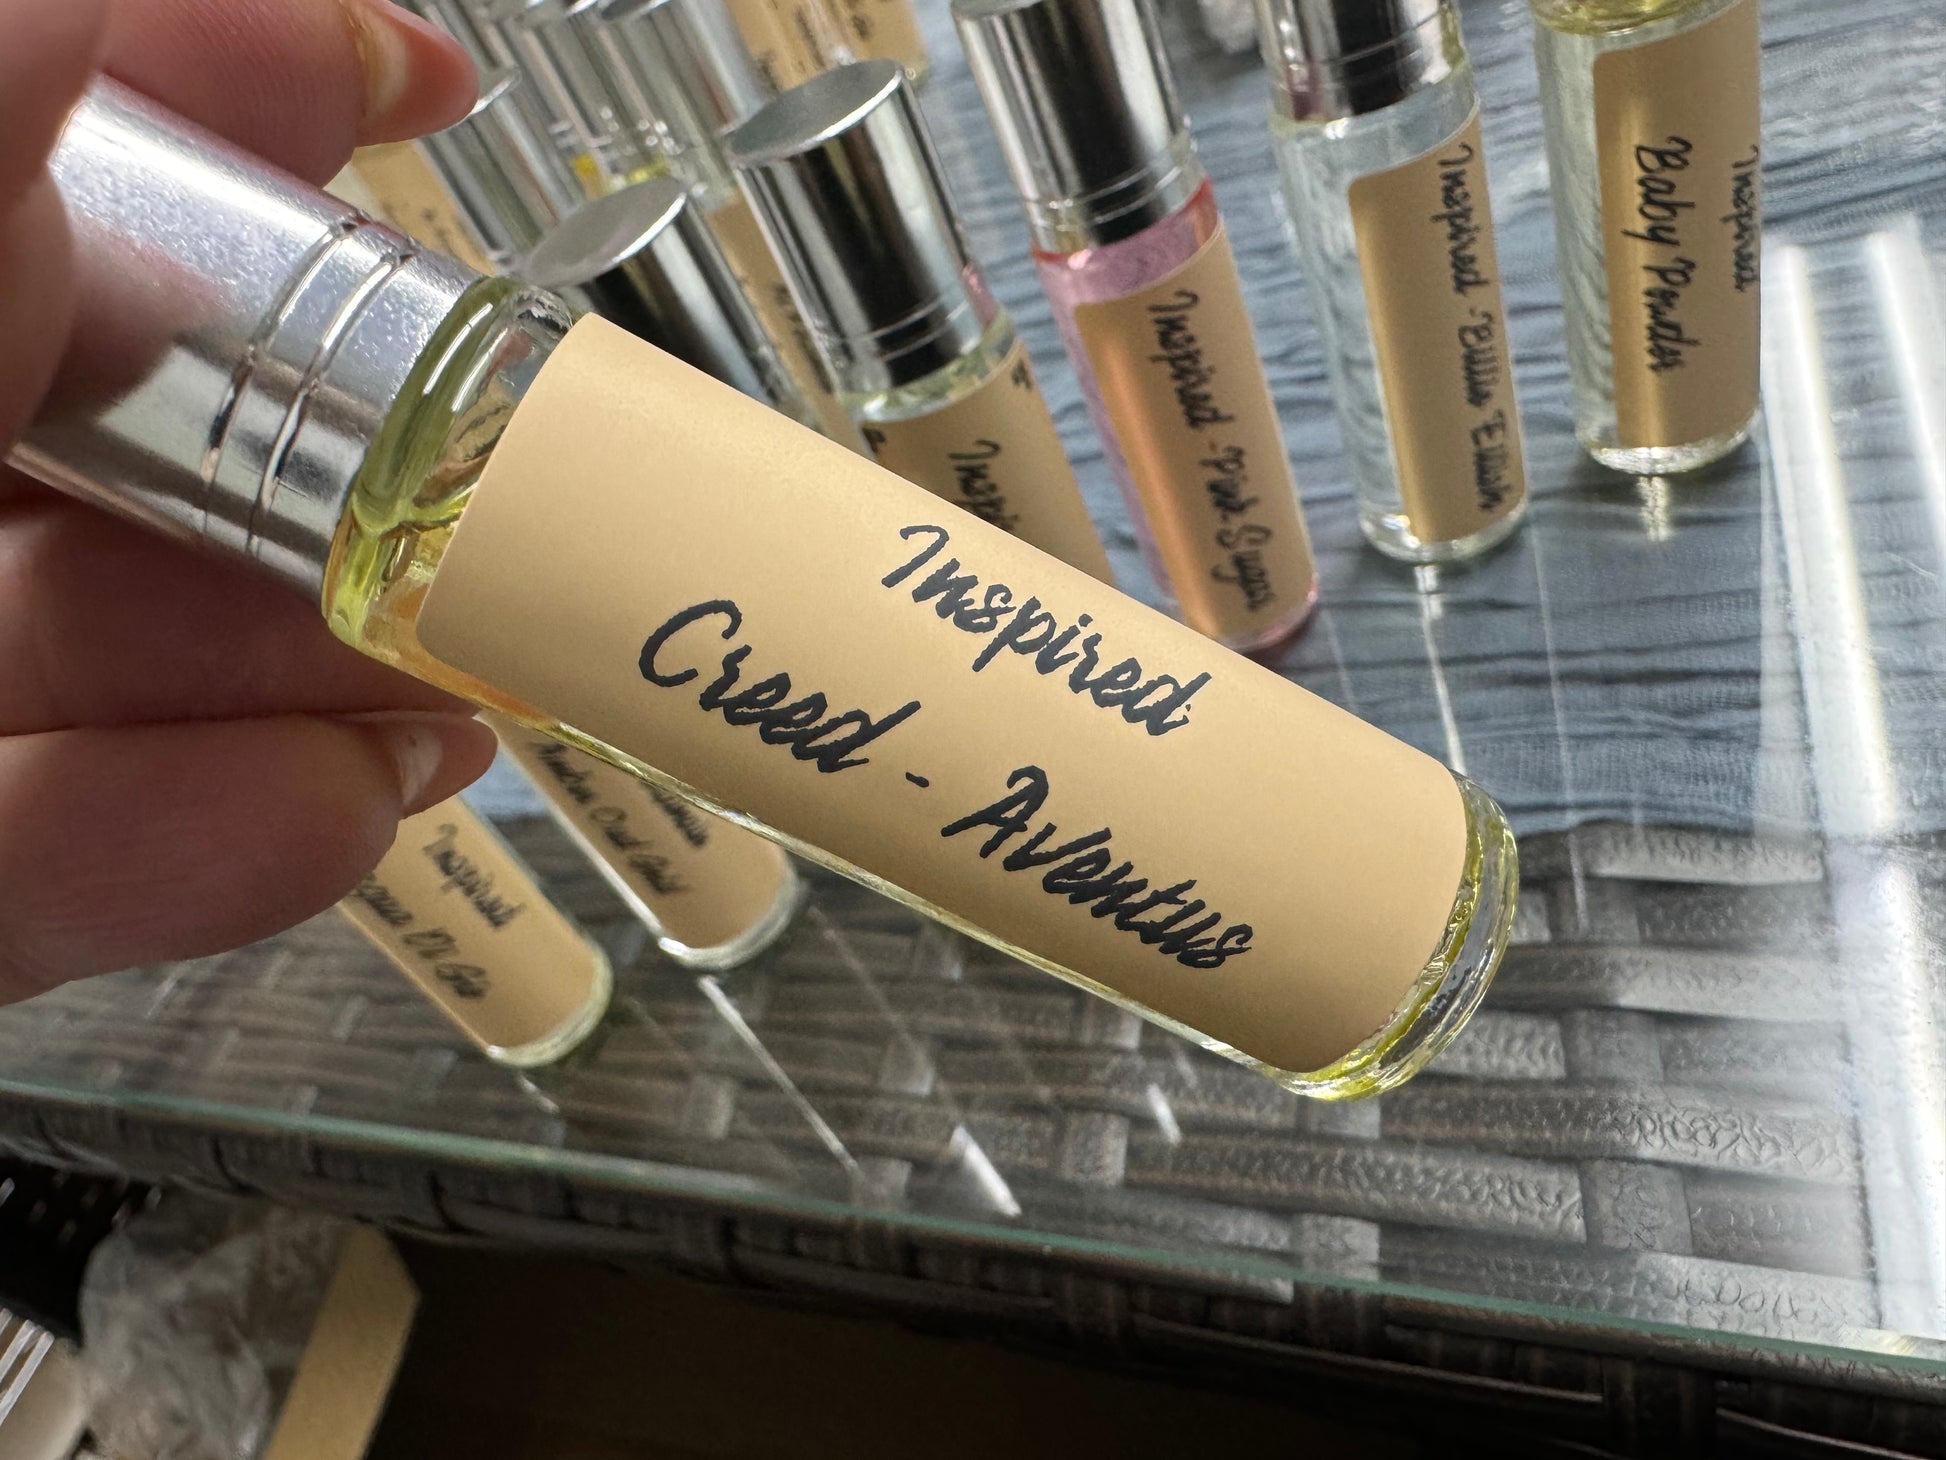 Inspired
Creed - Aventus
Inspired - Pink Sugar
Inspired - Billie Eilish
Inspired
Baby Powder
Inspired